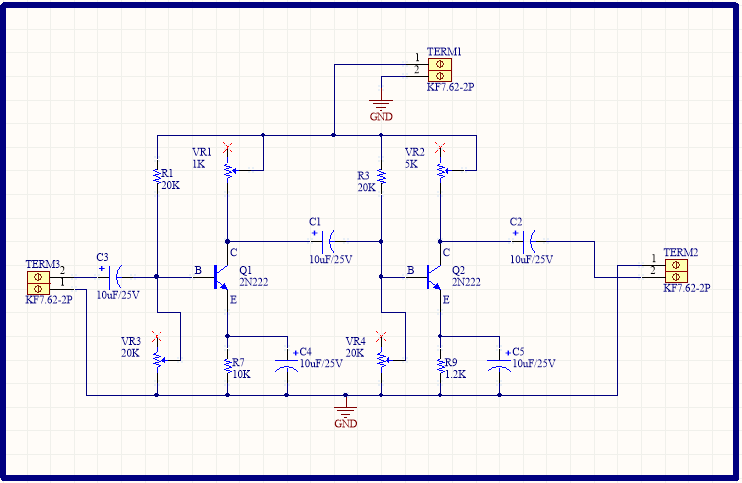 TERM1
1
2
KF7.62-2P
GND
VR1
1K
VR2
5K
R1
20K
R3
20K
C1
+
10uF/25V
C2
+
10uF/25V
C
C
TERM3
2
1
KF7.62-2P
C3
+
10uF/25V
B
Q1
2N222
E
B
Q2
2N222
E
TERM2
1
2
KF7.62-2P
VR3
20K
VR4
20K
R7
10K
+
C4
10uF/25V
R9
1.2K
+
C5
10uF/25V
GND